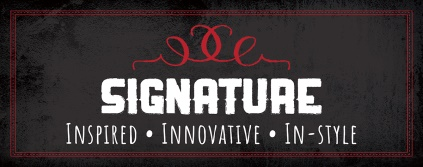 SIGNATURE
INSPIRED • INNOVATIVE • IN-STYLE